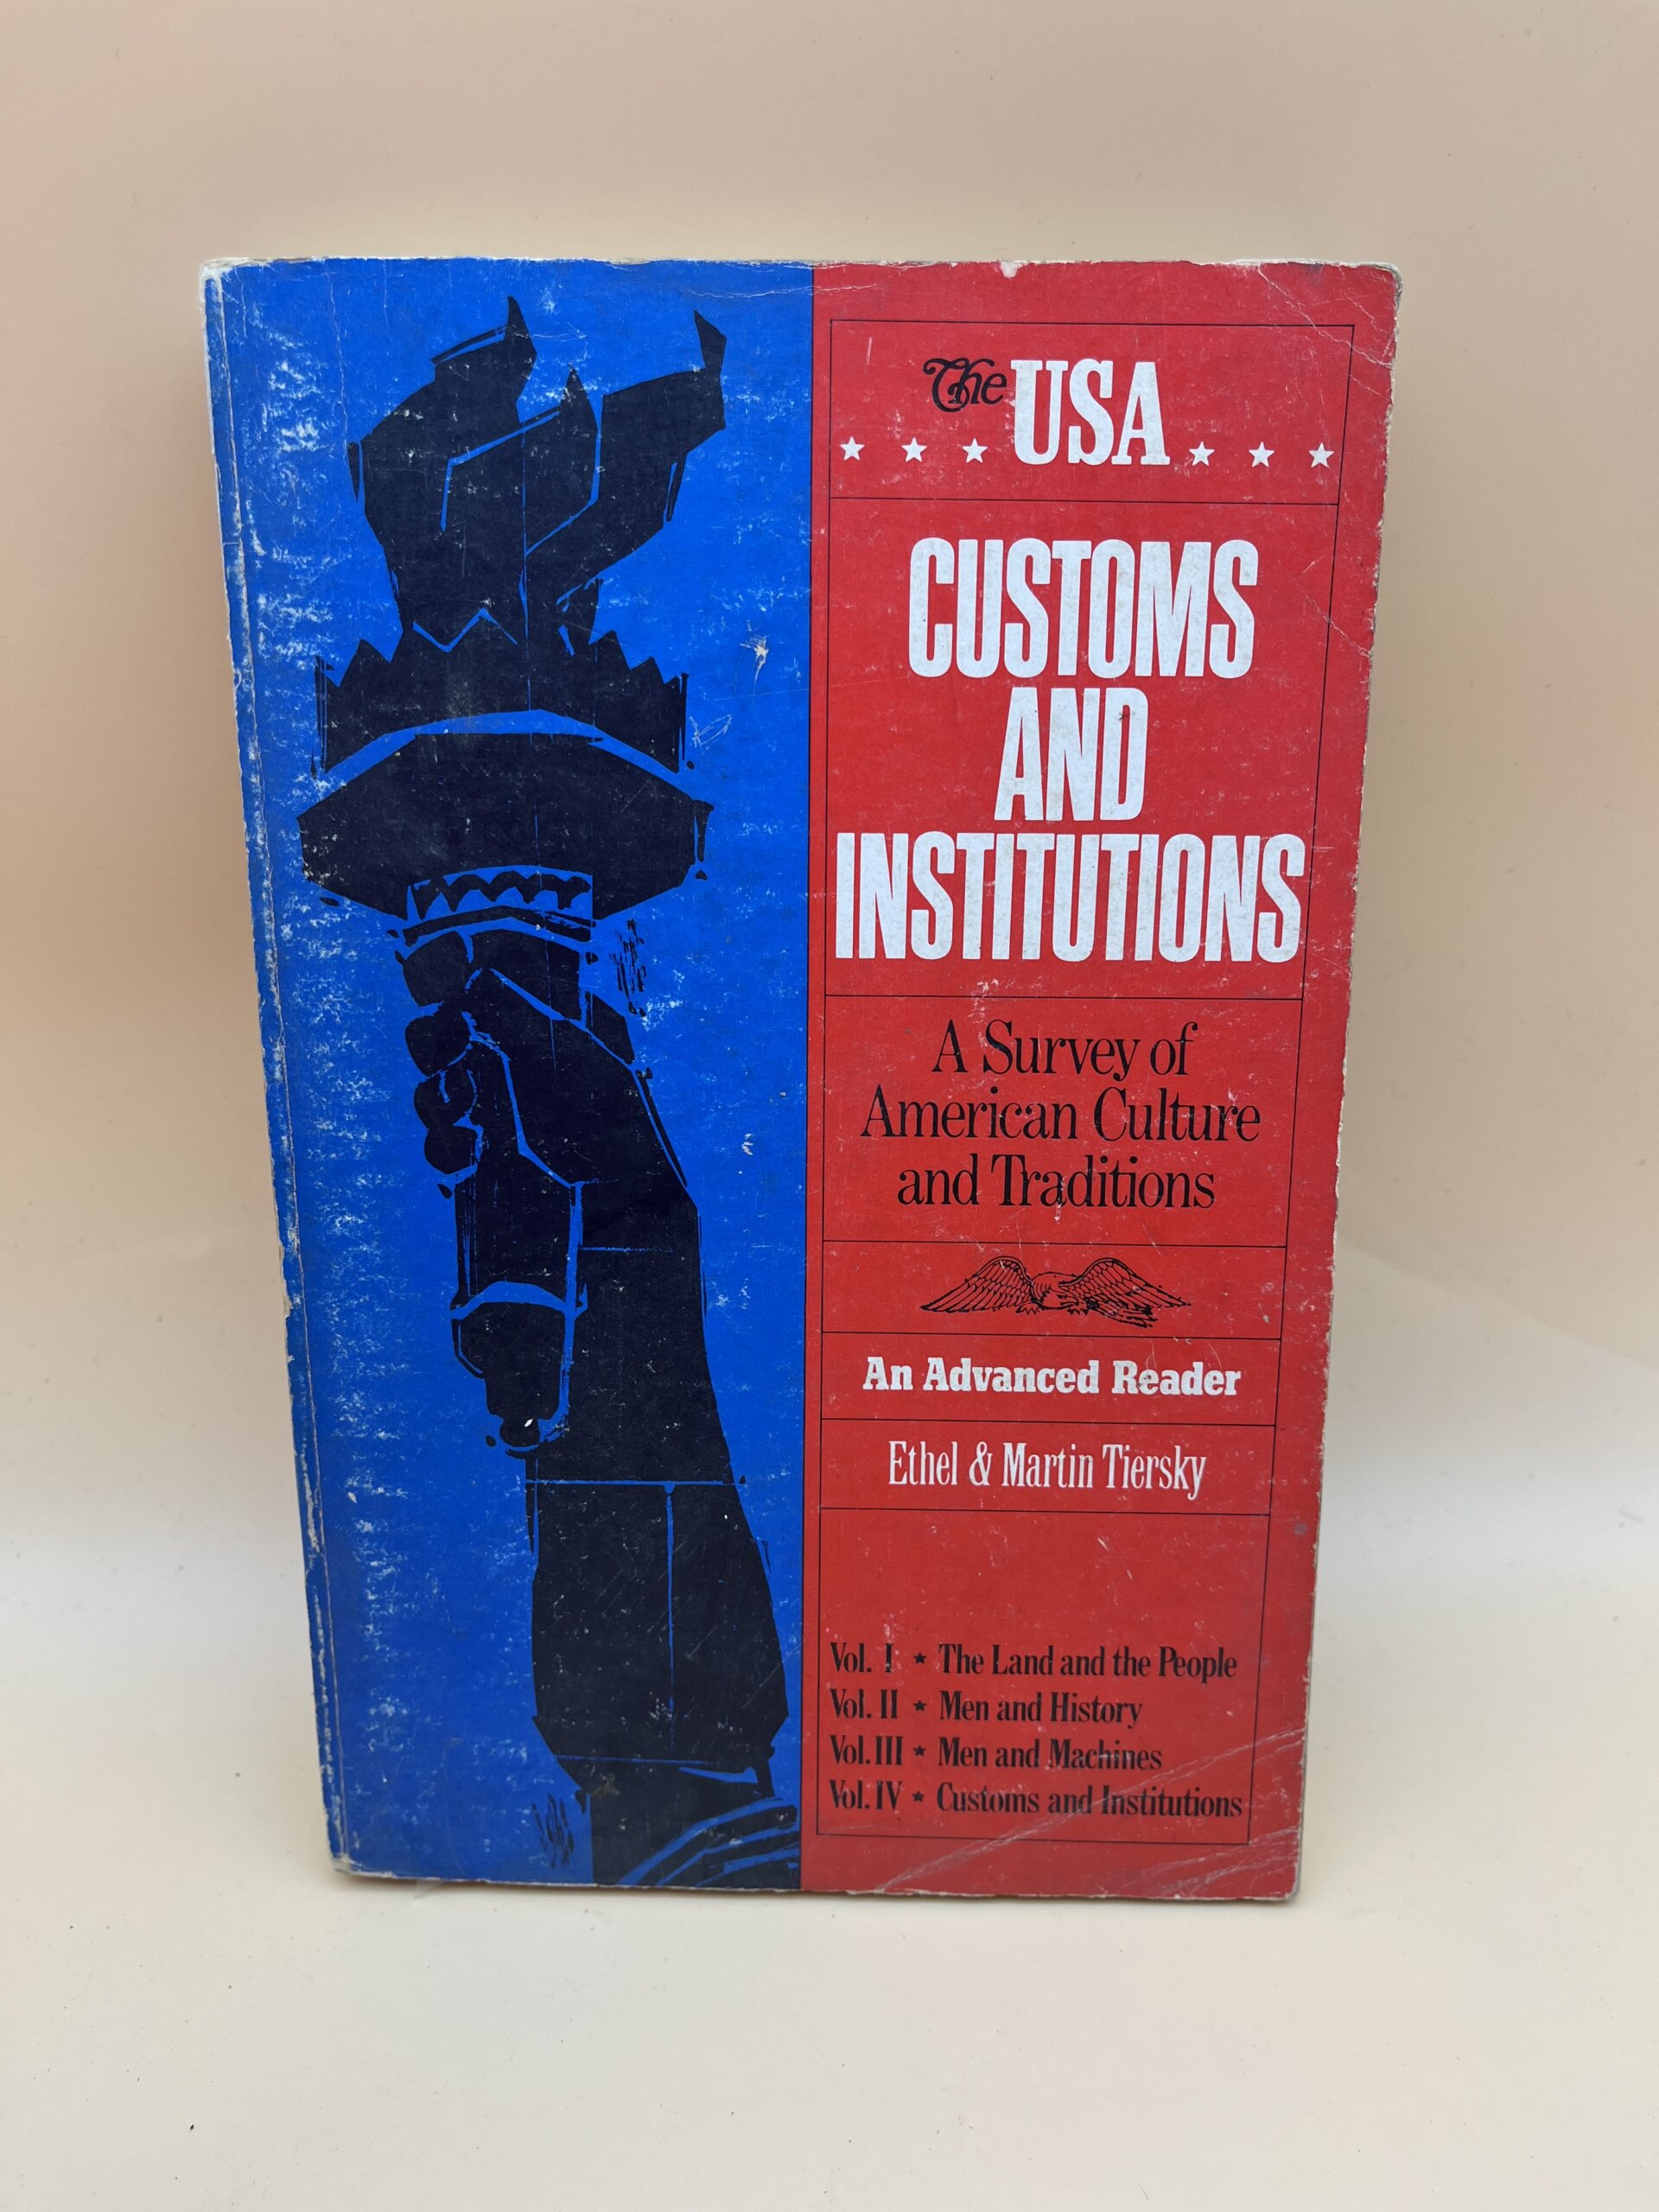 The USA
CUSTOMS
AND
INSTITUTIONS
A Survey of
American Culture
and Traditions
An Advanced Reader
Ethel & Martin Tiersky
Vol. I ★ The Land and the People
Vol. II ★ Men and History
Vol. III ★ Men and Machines
Vol. IV ★ Customs and Institutions